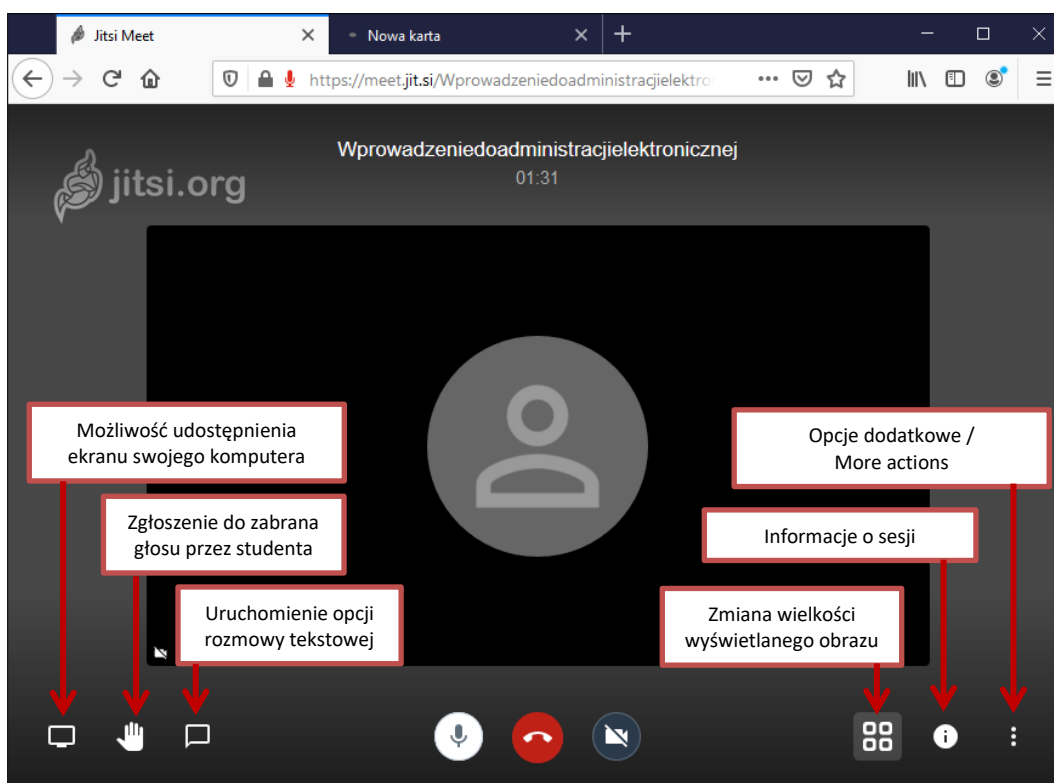 Jitsi Meet
Nowa karta
https://meet.jit.si/Wprowadzeniedoadministracjielektro
Wprowadzeniedoadministracjielektronicznej
jitsi.org
01:31
Możliwość udostępnienia
ekranu swojego komputera
Opcje dodatkowe /
More actions
Zgłoszenie do zabrana
głosu przez studenta
Informacje o sesji
Uruchomienie opcji
rozmowy tekstowej
Zmiana wielkości
wyświetlanego obrazu